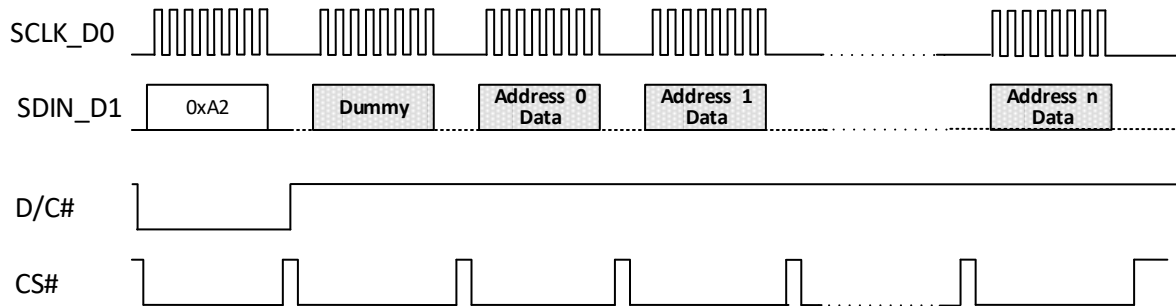 SCLK_D0
SDIN_D1
0xA2
Dummy
Address 0
Data
Address 1
Data
Address n
Data
D/C#
CS#